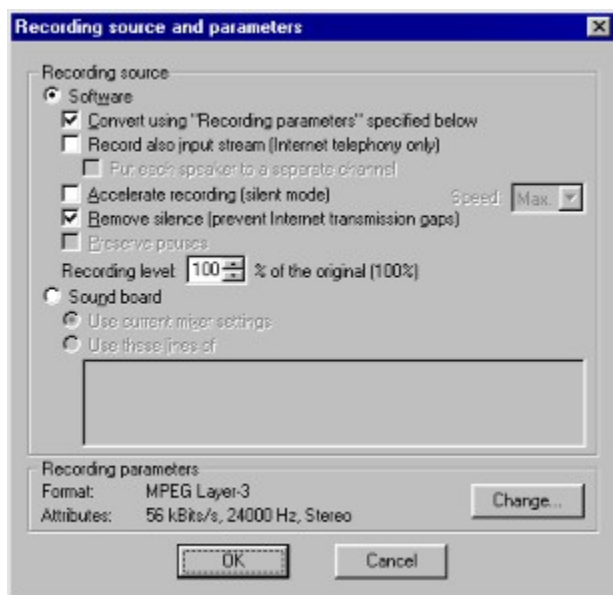 Recording source and parameters
Recording source
Software
Convert using "Recording parameters" specified below
Record also input stream (Internet telephony only)
Put each speaker to a separate channel
Accelerate recording (silent mode) Speed: Max.
Remove silence (prevent Internet transmission gaps)
Preserve pauses
Recording level: 100 % of the original (100%)
Sound board
Use current mixer settings
Use these lines of
Recording parameters
Format: MPEG Layer-3
Change...
Attributes: 56 kBits/s, 24000 Hz, Stereo
OK Cancel